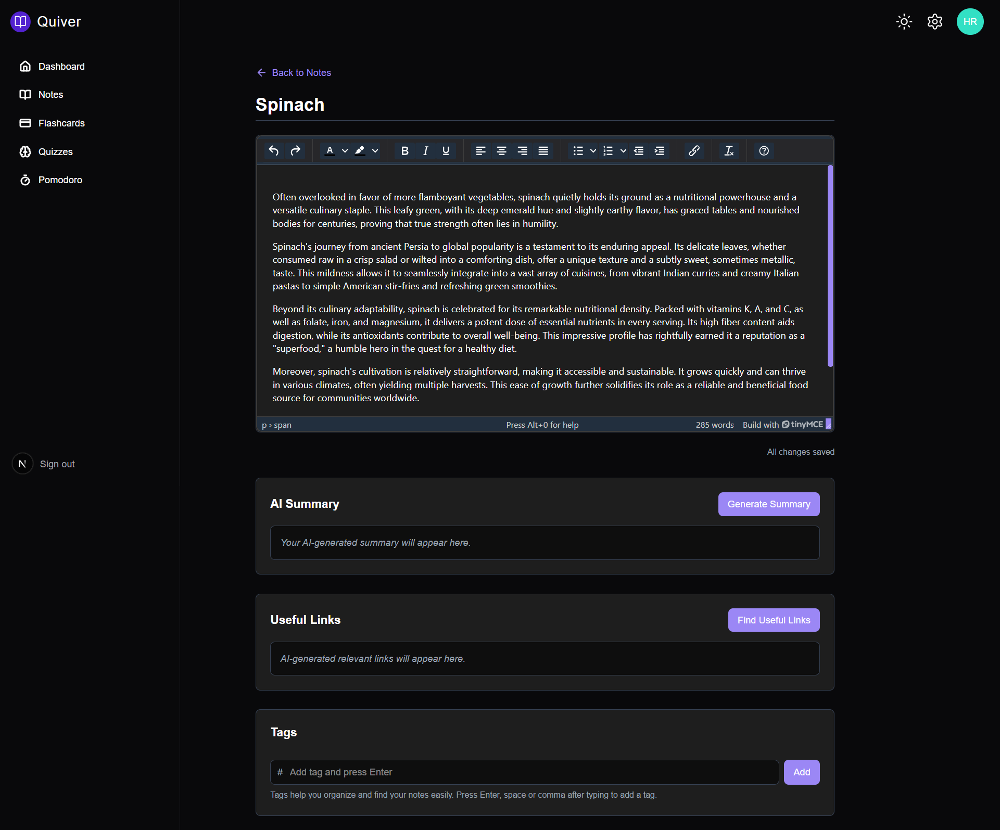 Quiver
HR
Dashboard
Notes
Flashcards
Quizzes
Pomodoro
N
Sign out
Back to Notes
Spinach
Often overlooked in favor of more flamboyant vegetables, spinach quietly holds its ground as a nutritional powerhouse and a
versatile culinary staple. This leafy green, with its deep emerald hue and slightly earthy flavor, has graced tables and nourished
bodies for centuries, proving that true strength often lies in humility.
Spinach's journey from ancient Persia to global popularity is a testament to its enduring appeal. Its delicate leaves, whether
consumed raw in a crisp salad or wilted into a comforting dish, offer a unique texture and a subtly sweet, sometimes metallic,
taste. This mildness allows it to seamlessly integrate into a vast array of cuisines, from vibrant Indian curries and creamy Italian
pastas to simple American stir-fries and refreshing green smoothies.
Beyond its culinary adaptability, spinach is celebrated for its remarkable nutritional density. Packed with vitamins K, A, and C, as
well as folate, iron, and magnesium, it delivers a potent dose of essential nutrients in every serving. Its high fiber content aids
digestion, while its antioxidants contribute to overall well-being. This impressive profile has rightfully earned it a reputation as a
"superfood," a humble hero in the quest for a healthy diet.
Moreover, spinach's cultivation is relatively straightforward, making it accessible and sustainable. It grows quickly and can thrive
in various climates, often yielding multiple harvests. This ease of growth further solidifies its role as a reliable and beneficial food
source for communities worldwide.
p › span Press Alt+0 for help 285 words Build with tinyMCE
All changes saved
AI Summary
Generate Summary
Your AI-generated summary will appear here.
Useful Links
Find Useful Links
AI-generated relevant links will appear here.
Tags
# Add tag and press Enter
Add
Tags help you organize and find your notes easily. Press Enter, space or comma after typing to add a tag.